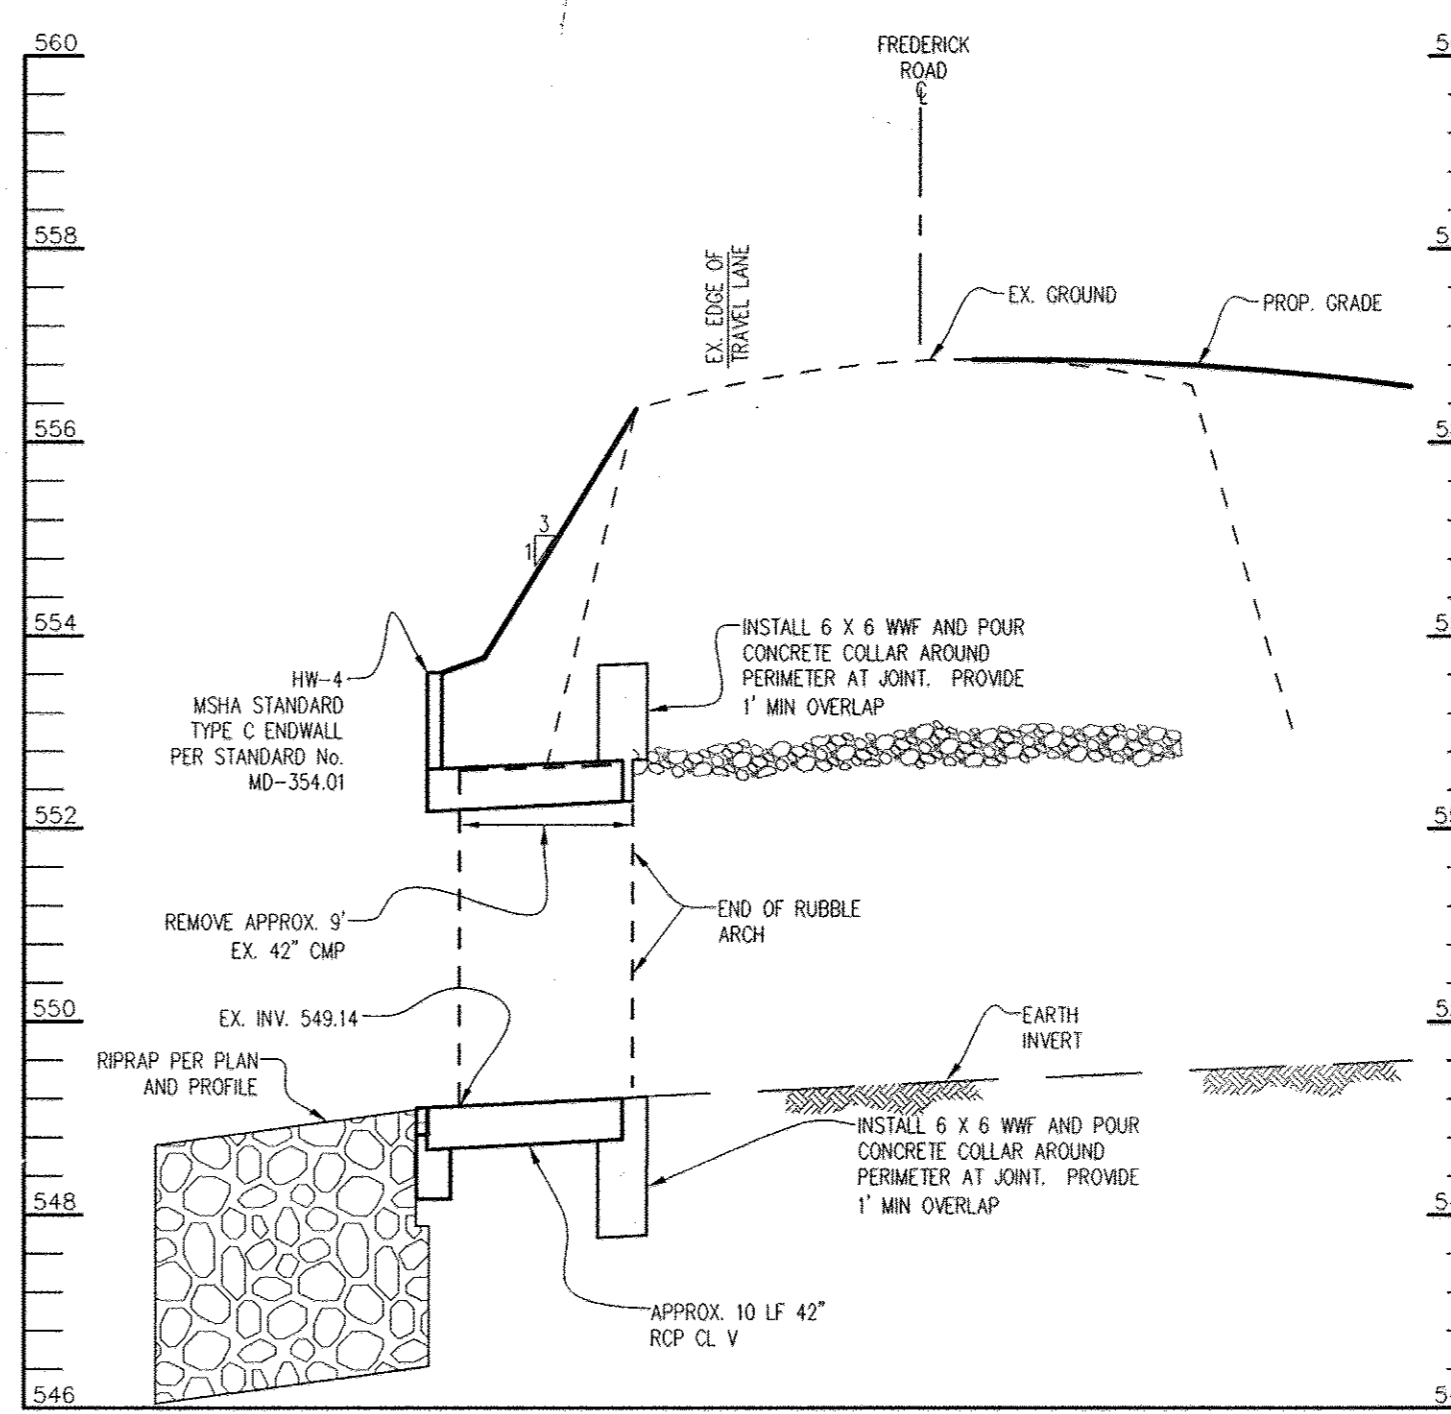 560
FREDERICK
ROAD
℄
558
EX. EDGE OF
TRAVEL LANE
EX. GROUND
PROP. GRADE
556
3
1
554
HW-4
MSHA STANDARD
TYPE C ENDWALL
PER STANDARD No.
MD-354.01
INSTALL 6 X 6 WWF AND POUR
CONCRETE COLLAR AROUND
PERIMETER AT JOINT. PROVIDE
1' MIN OVERLAP
552
REMOVE APPROX. 9'
EX. 42" CMP
END OF RUBBLE
ARCH
550
EX. INV. 549.14
EARTH
INVERT
RIPRAP PER PLAN
AND PROFILE
INSTALL 6 X 6 WWF AND POUR
CONCRETE COLLAR AROUND
PERIMETER AT JOINT. PROVIDE
1' MIN OVERLAP
548
APPROX. 10 LF 42"
RCP CL V
546